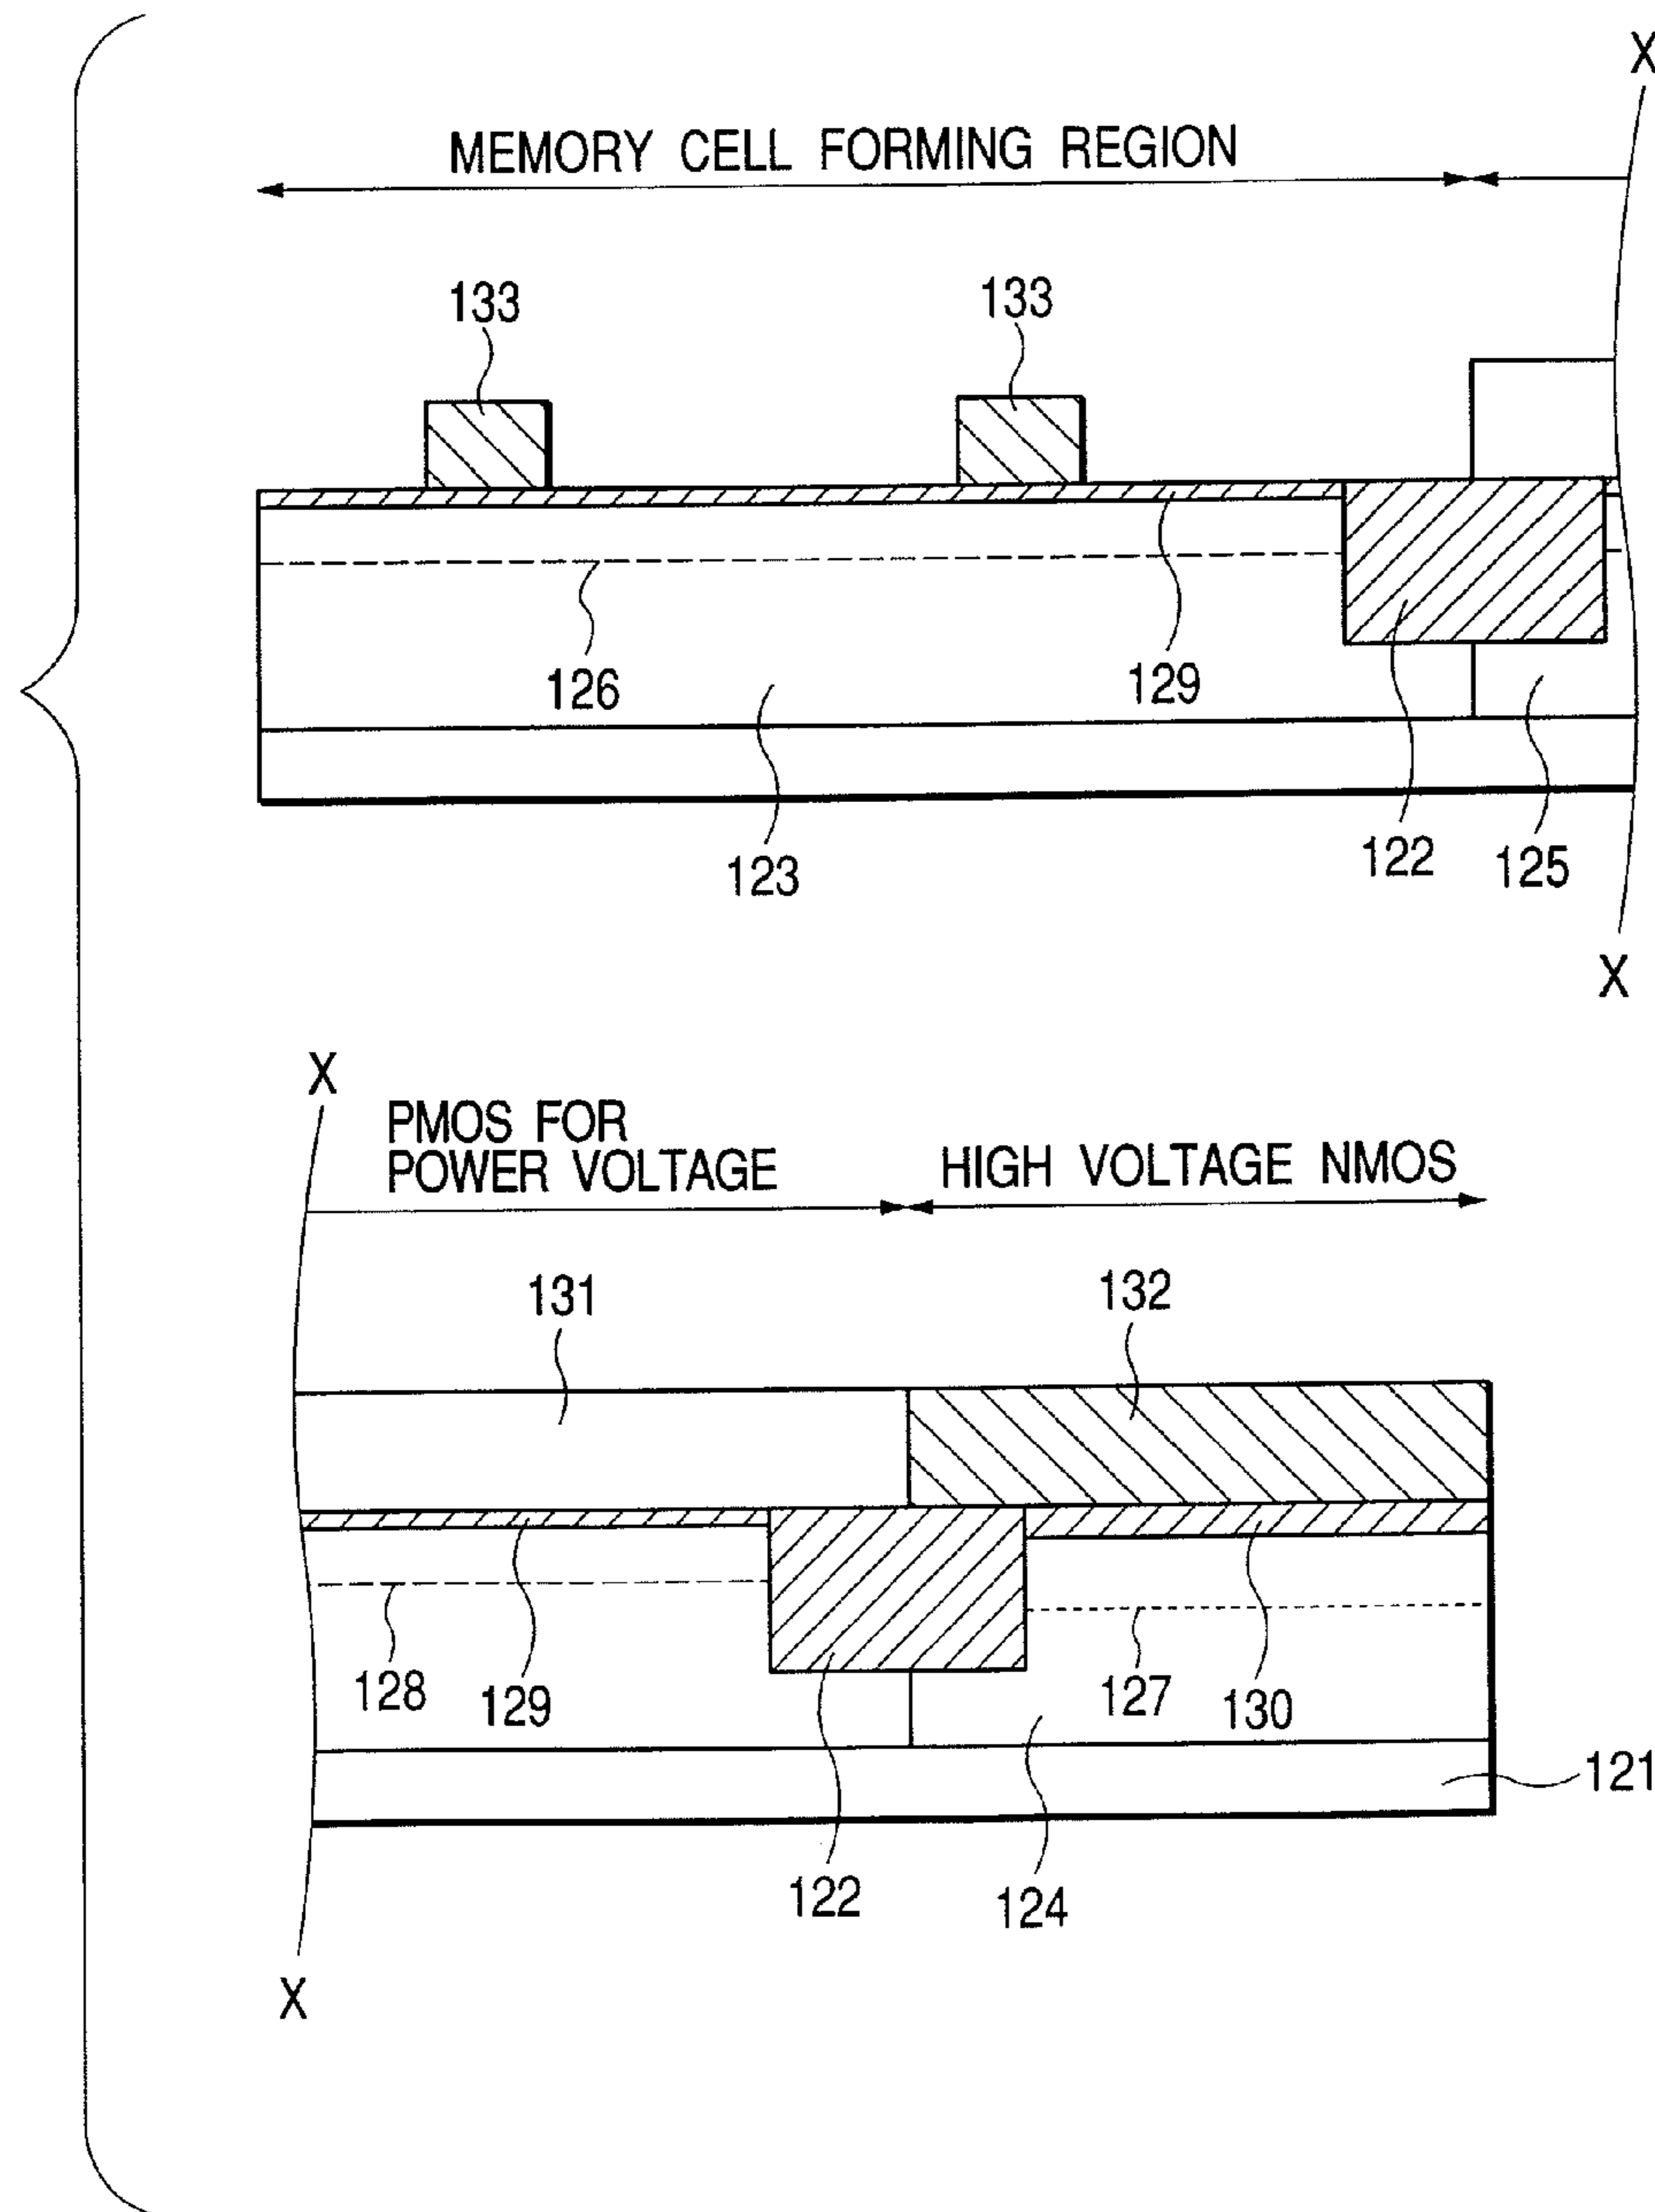 X
MEMORY CELL FORMING REGION
133
133
126
129
123
122
125
X
X
PMOS FOR
POWER VOLTAGE
HIGH VOLTAGE NMOS
131
132
128
129
127
130
121
122
124
X